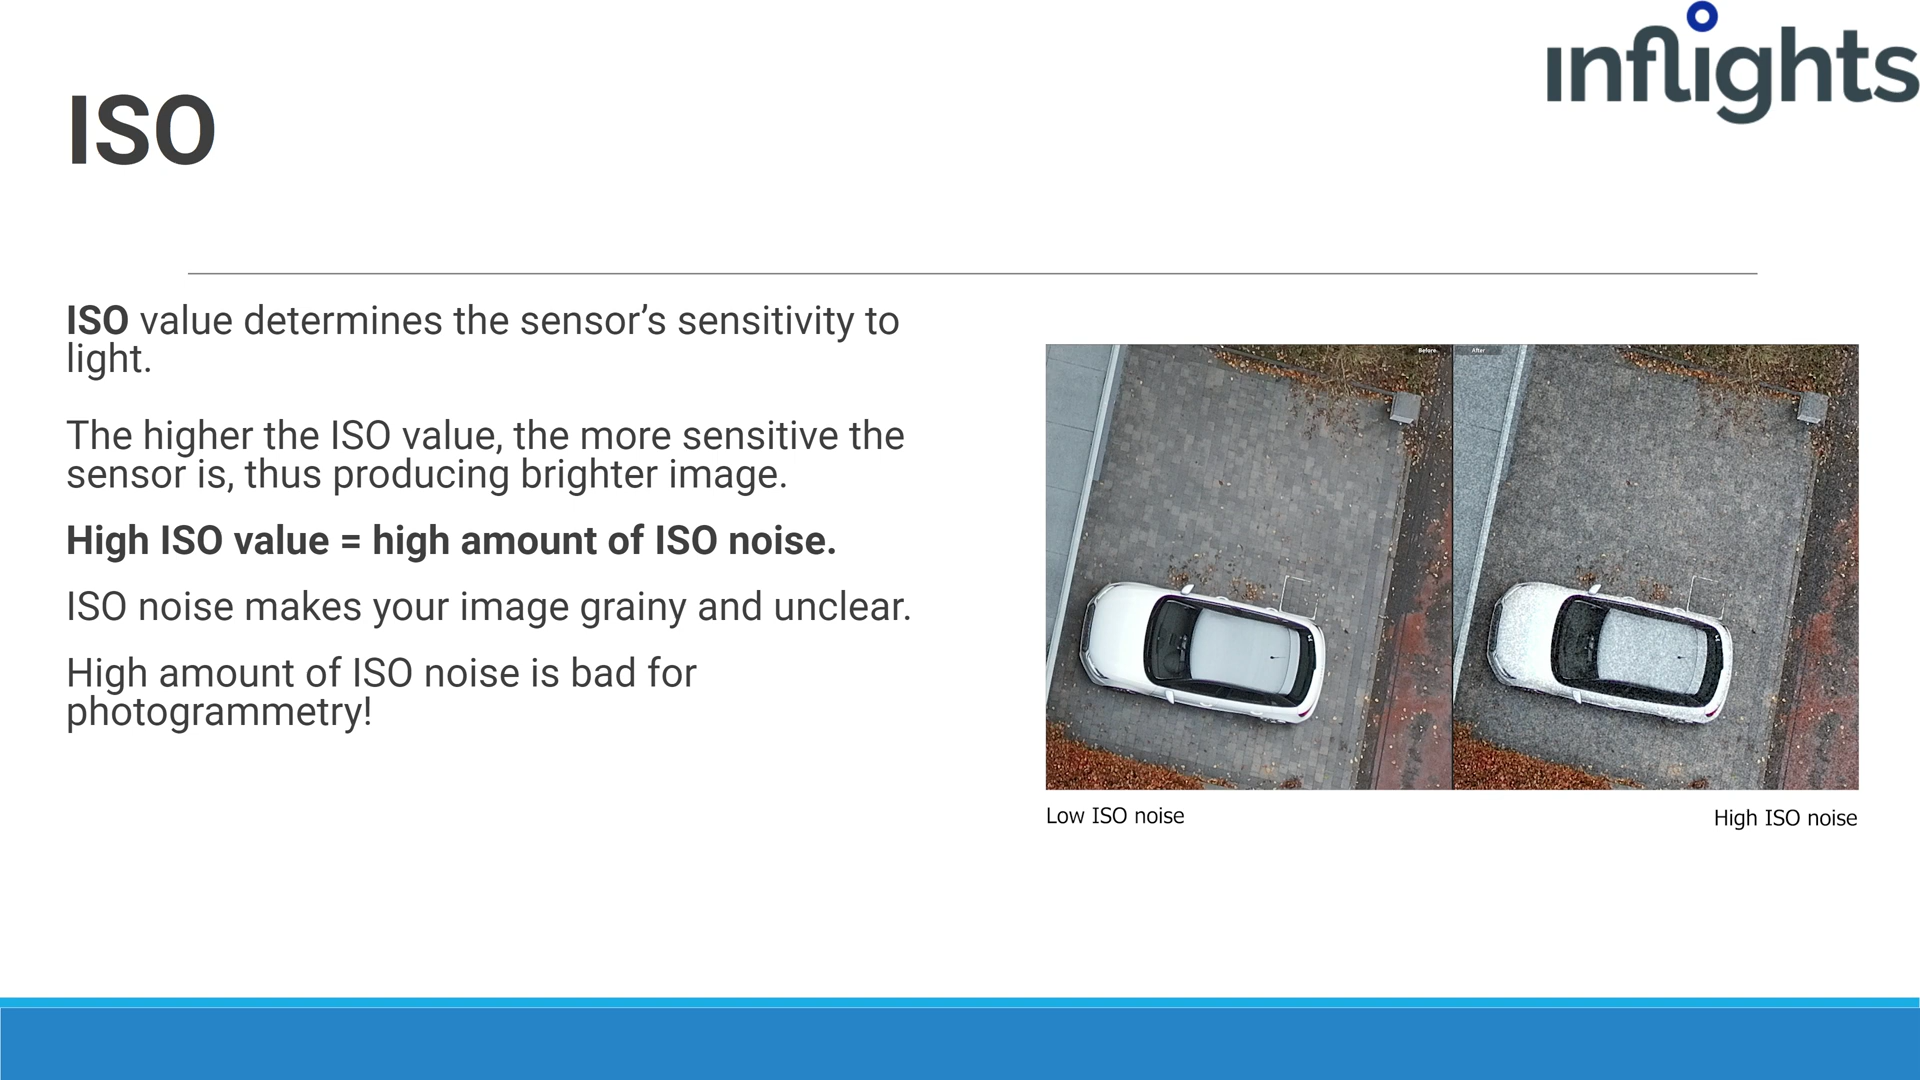 inflights
ISO
ISO value determines the sensor’s sensitivity to
light.
The higher the ISO value, the more sensitive the
sensor is, thus producing brighter image.
High ISO value = high amount of ISO noise.
ISO noise makes your image grainy and unclear.
High amount of ISO noise is bad for
photogrammetry!
Before
After
Low ISO noise
High ISO noise